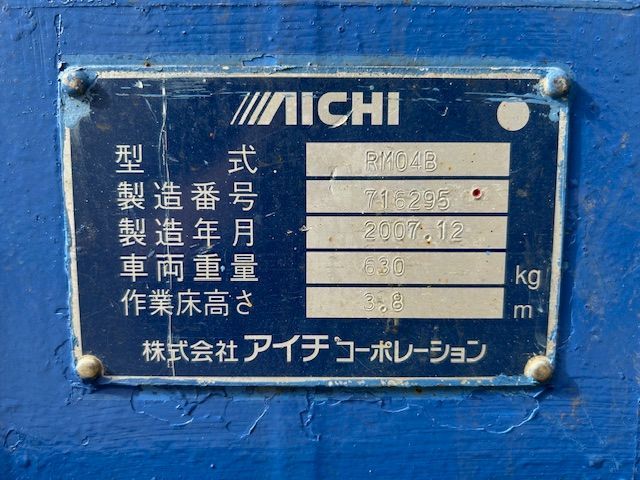 AICHI
型式 RM04B
製造番号 716295
製造年月 2007.12
車両重量 630 kg
作業床高さ 3.8 m
株式会社 アイチ コーポレーション